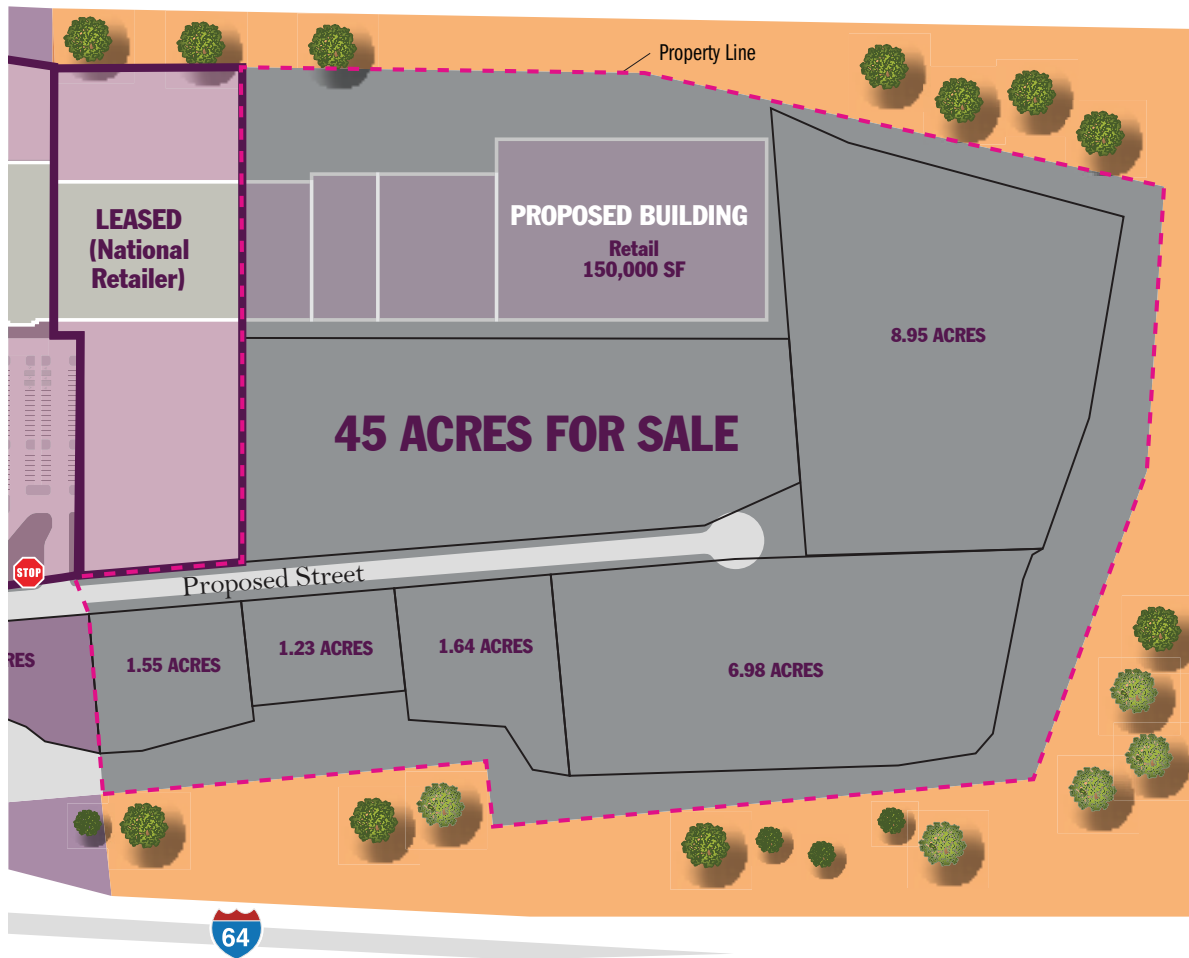 Property Line
LEASED
(National
Retailer)
PROPOSED BUILDING
Retail
150,000 SF
8.95 ACRES
45 ACRES FOR SALE
STOP
Proposed Street
RES
1.55 ACRES
1.23 ACRES
1.64 ACRES
6.98 ACRES
64